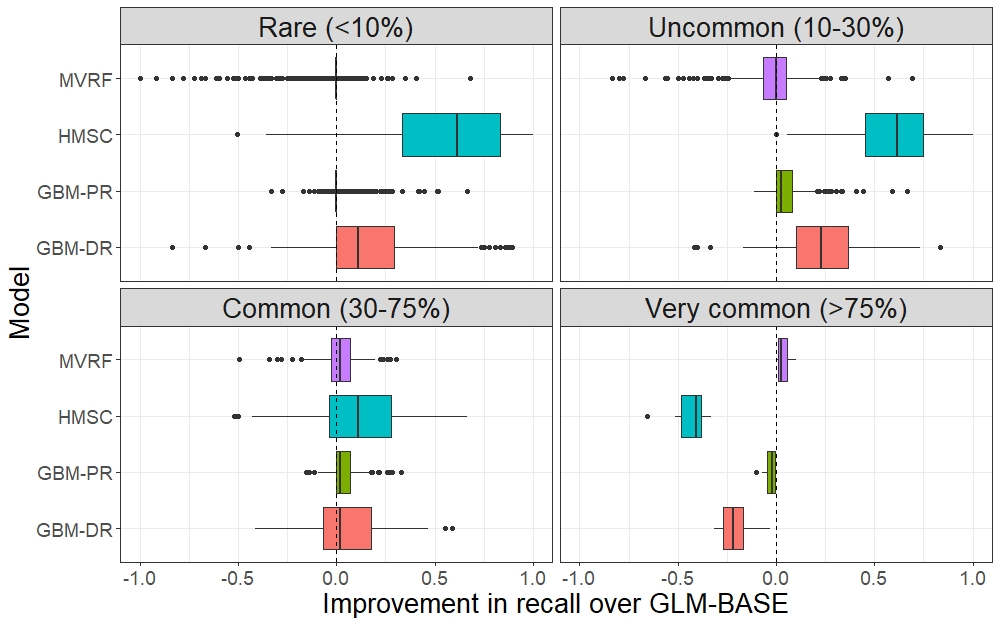 Rare (<10%)
Uncommon (10-30%)
MVRF
HMSC
GBM-PR
GBM-DR
Common (30-75%)
Very common (>75%)
MVRF
HMSC
GBM-PR
GBM-DR
Model
-1.0 -0.5 0.0 0.5 1.0
-1.0 -0.5 0.0 0.5 1.0
Improvement in recall over GLM-BASE